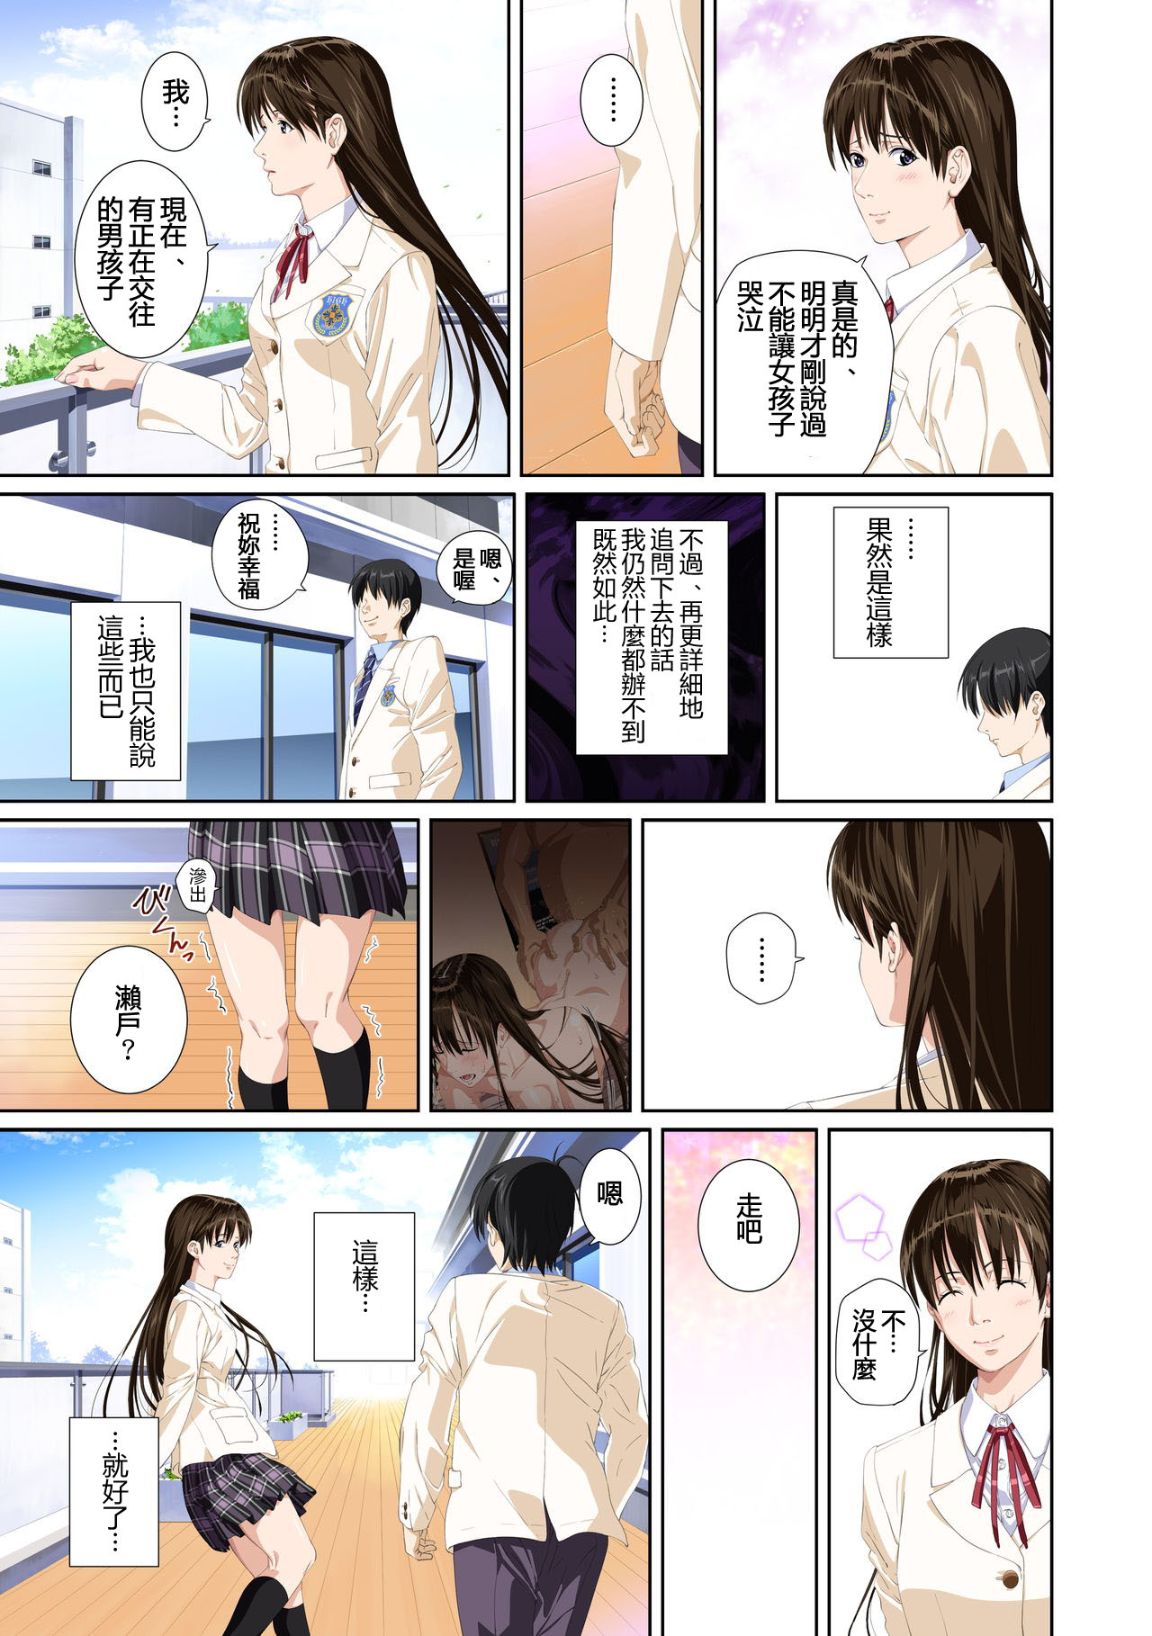 真是的、
明明才剛說過
不能讓女孩子
哭泣
……
我…
現在、
有正在交往
的男孩子
HIGH
……
果然是這樣
不過、再更詳細地
追問下去的話
我仍然什麼都辦不到
既然如此…
嗯、
是喔
……
祝妳幸福
…我也只能說
這些而已
……
滲出
びくんっ
瀨戶？
不…
沒什麼
走吧
嗯
這樣…
…就好了…